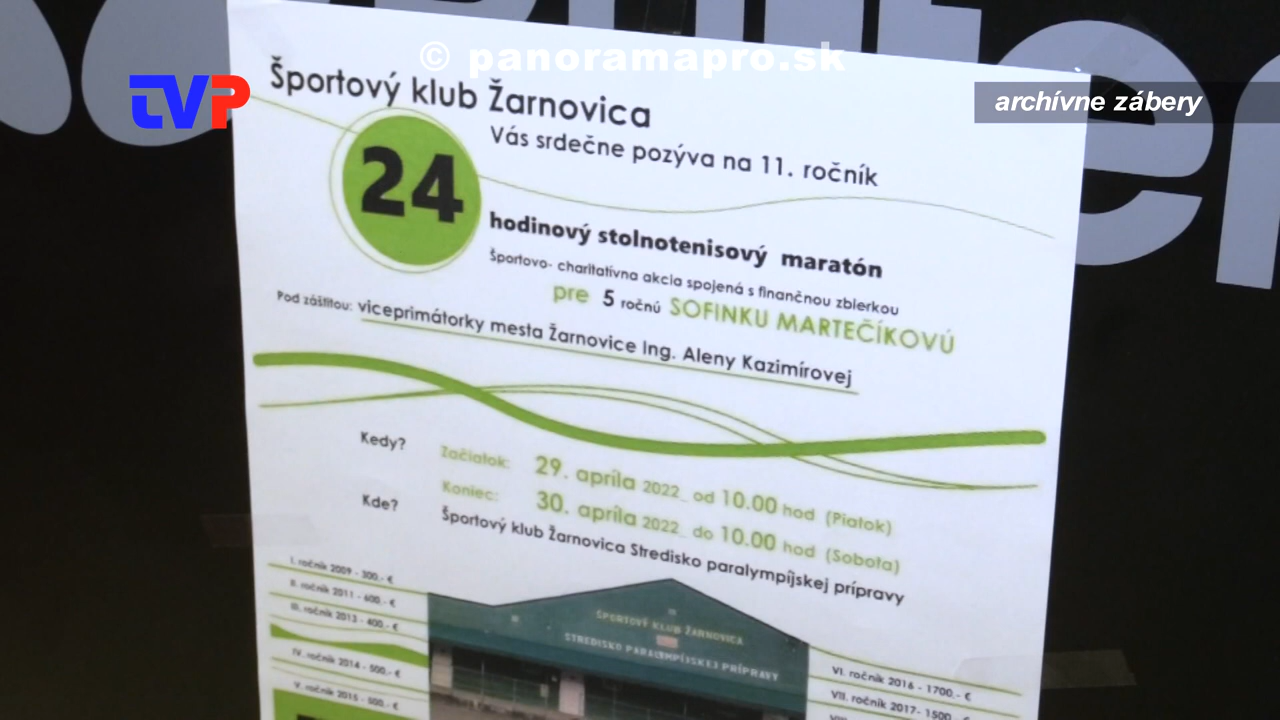 © panoramapro.sk
TVP
archívne zábery
Športový klub Žarnovica
Vás srdečne pozýva na 11. ročník
24
hodinový stolnotenisový maratón
Športovo- charitatívna akcia spojená s finančnou zbierkou
pre 5 ročnú SOFINKU MARTEČÍKOVÚ
Pod záštitou: viceprimátorky mesta Žarnovice Ing. Aleny Kazimírovej
Kedy?
Začiatok: 29. apríla 2022_ od 10.00 hod (Piatok)
Koniec: 30. apríla 2022_ do 10.00 hod (Sobota)
Kde?
Športový klub Žarnovica Stredisko paralympijskej prípravy
I. ročník 2009 - 300,- €
II. ročník 2011 - 600,- €
III. ročník 2013 - 400,- €
IV. ročník 2014 - 500,- €
V. ročník 2015 - 500,- €
ŠPORTOVÝ KLUB ŽARNOVICA
STREDISKO PARALYMPIJSKEJ PRÍPRAVY
VI. ročník 2016 - 1700,- €
VII. ročník 2017- 1500